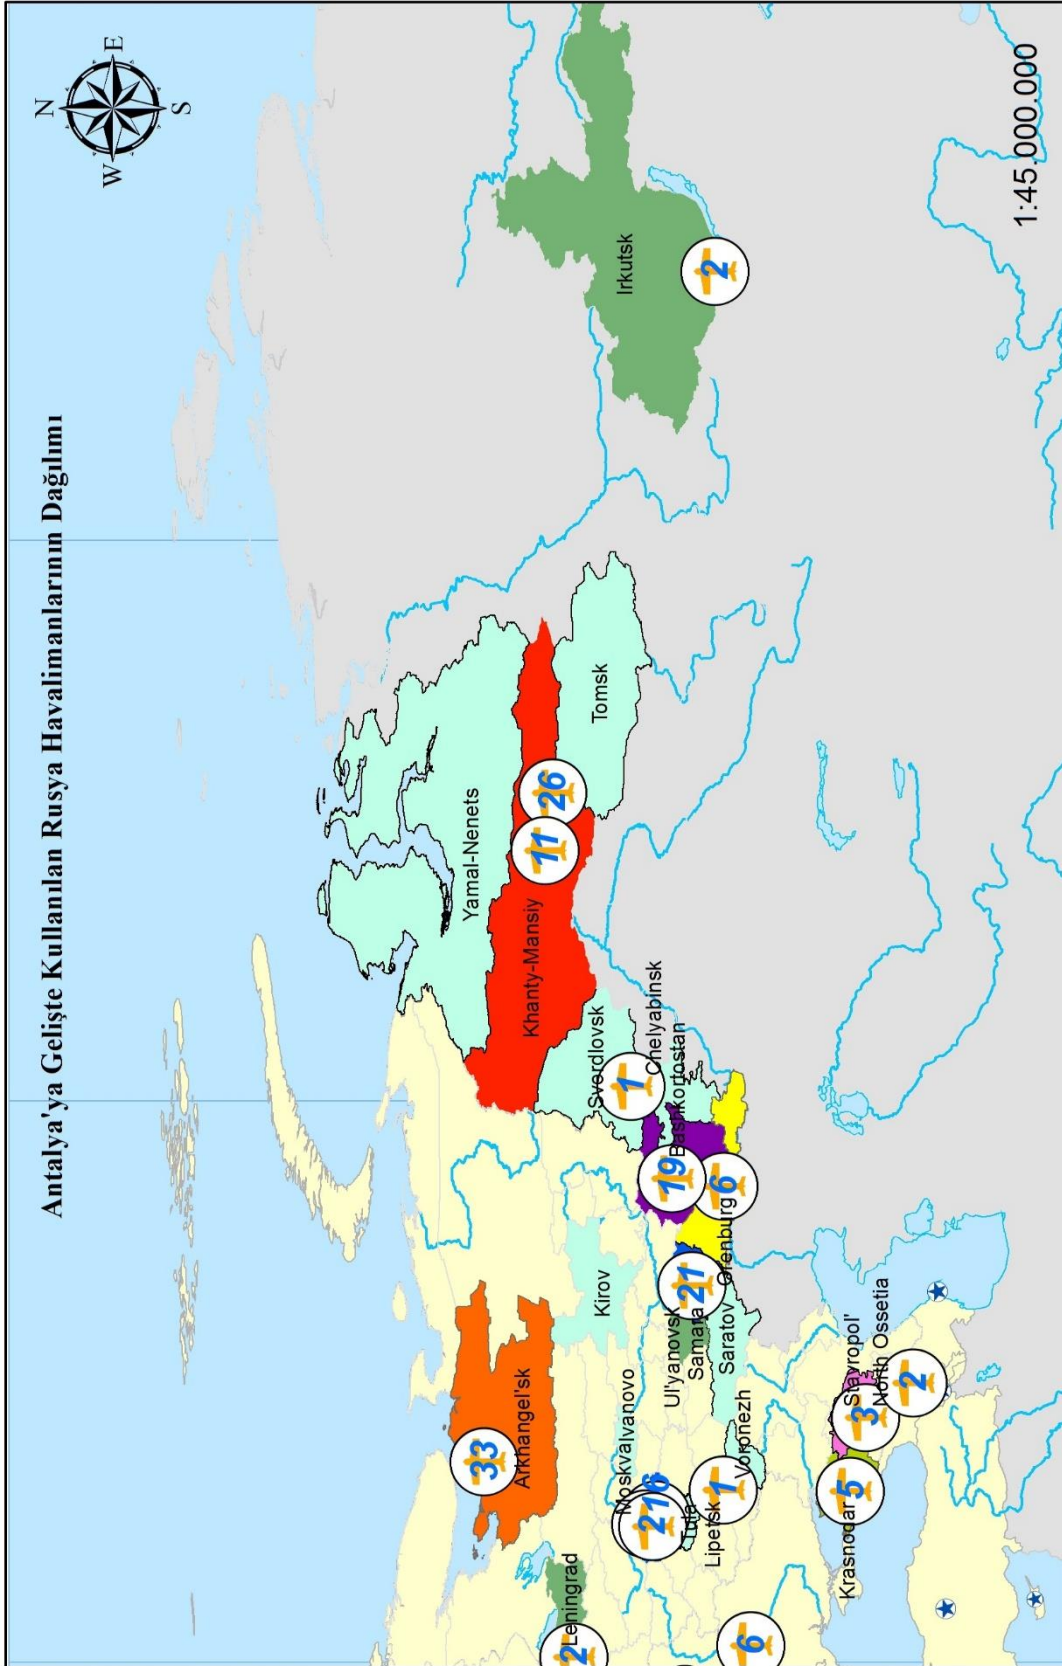 Antalya'ya Gelişte Kullanılan Rusya Havalimanlarının Dağılımı
N
W
E
S
Yamal-Nenets
Khanty-Mansiy
11
26
Tomsk
Irkutsk
2
Arkhangel'sk
33
Kirov
Sverdlovsk
1
Chelyabinsk
Bashkortostan
19
6
Orenburg
21
Leningrad
2
MoskvaIvanovo
216
Tula
Lipetsk
1
Voronezh
Ul'yanovsk
Samara
Saratov
6
Krasnodar
5
Stavropol'
3
North Ossetia
2
1:45.000.000